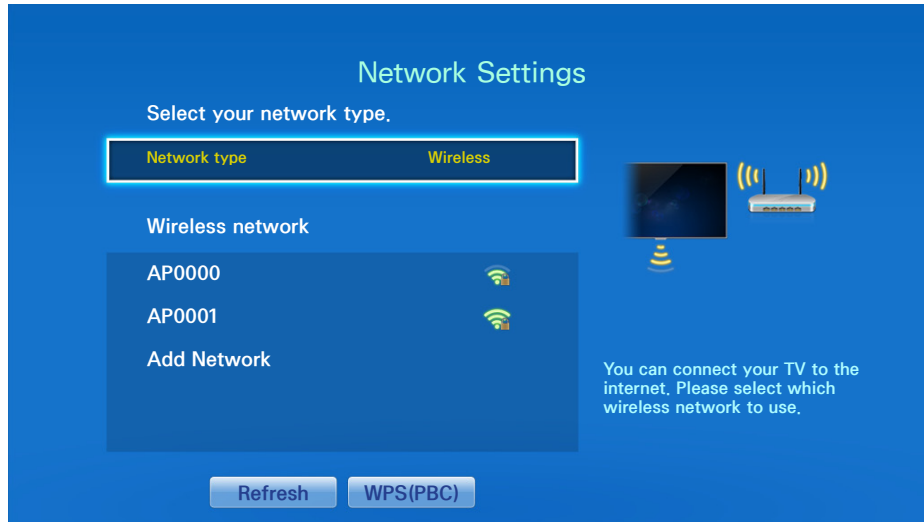 Network Settings
Select your network type.
Network type Wireless
Wireless network
AP0000
AP0001
Add Network
You can connect your TV to the
internet. Please select which
wireless network to use.
Refresh WPS(PBC)